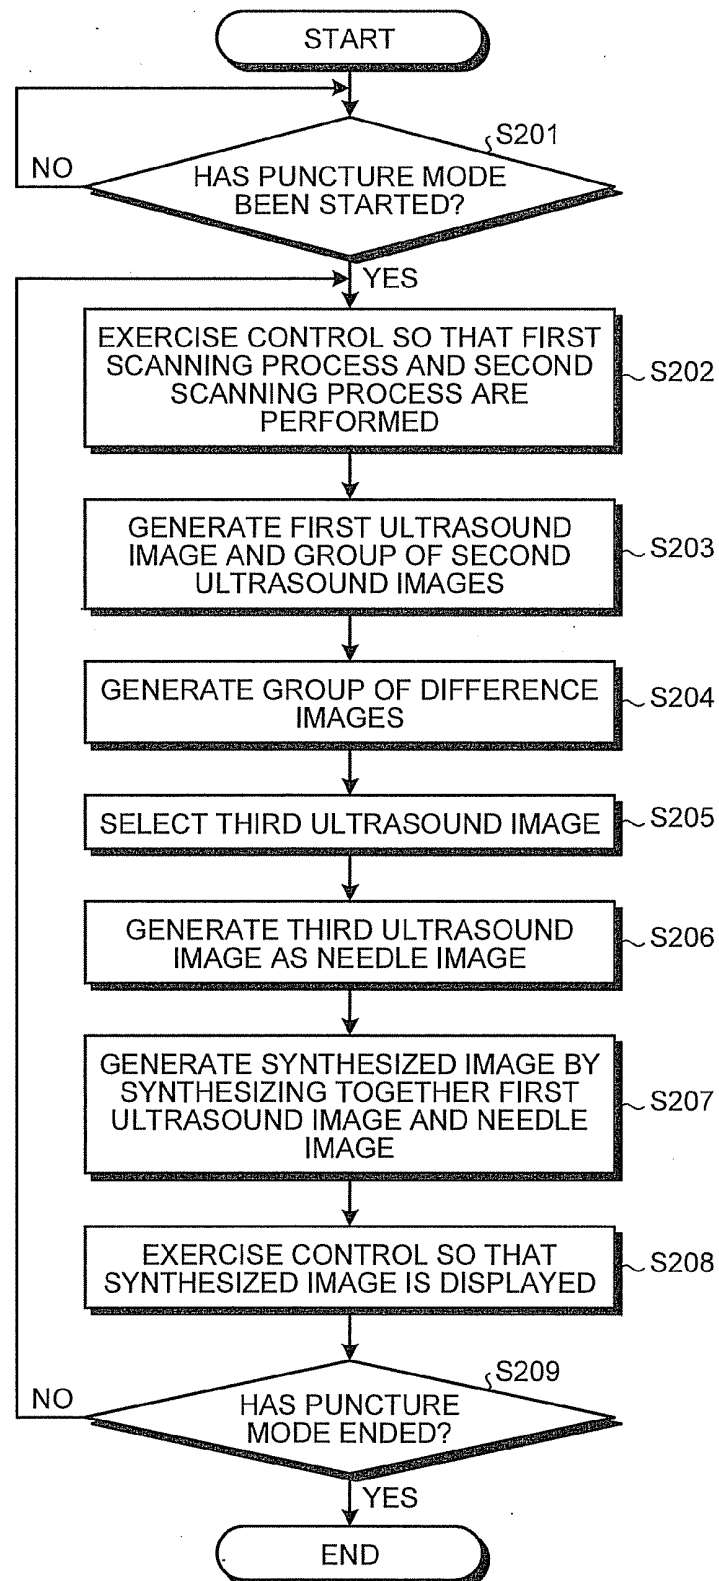 START
S201
NO
HAS PUNCTURE MODE
BEEN STARTED?
YES
EXERCISE CONTROL SO THAT FIRST
SCANNING PROCESS AND SECOND
SCANNING PROCESS ARE
PERFORMED
S202
GENERATE FIRST ULTRASOUND
IMAGE AND GROUP OF SECOND
ULTRASOUND IMAGES
S203
GENERATE GROUP OF DIFFERENCE
IMAGES
S204
SELECT THIRD ULTRASOUND IMAGE
S205
GENERATE THIRD ULTRASOUND
IMAGE AS NEEDLE IMAGE
S206
GENERATE SYNTHESIZED IMAGE BY
SYNTHESIZING TOGETHER FIRST
ULTRASOUND IMAGE AND NEEDLE
IMAGE
S207
EXERCISE CONTROL SO THAT
SYNTHESIZED IMAGE IS DISPLAYED
S208
S209
NO
HAS PUNCTURE
MODE ENDED?
YES
END